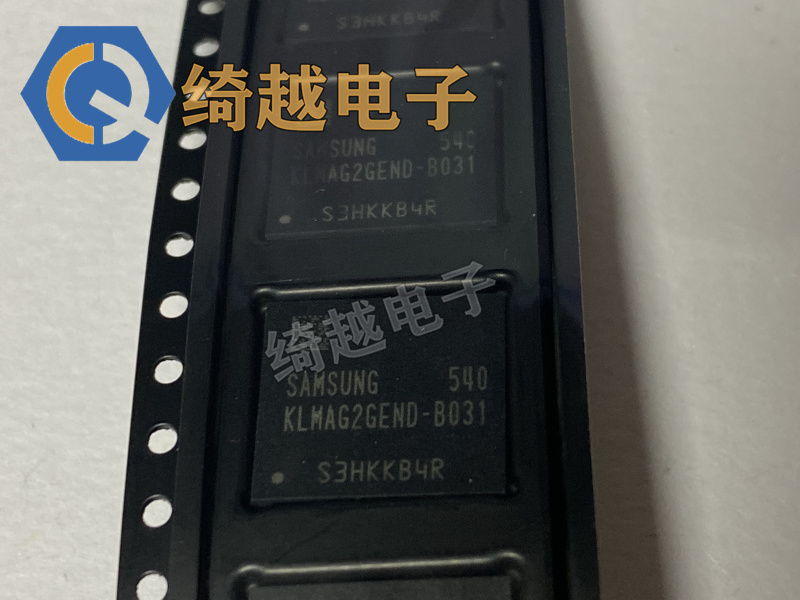 S3HKKB4R
绮越电子
SAMSUNG 540
KLMAG2GEND-B031
S3HKKB4R
绮越电子
SAMSUNG 540
KLMAG2GEND-B031
S3HKKB4R